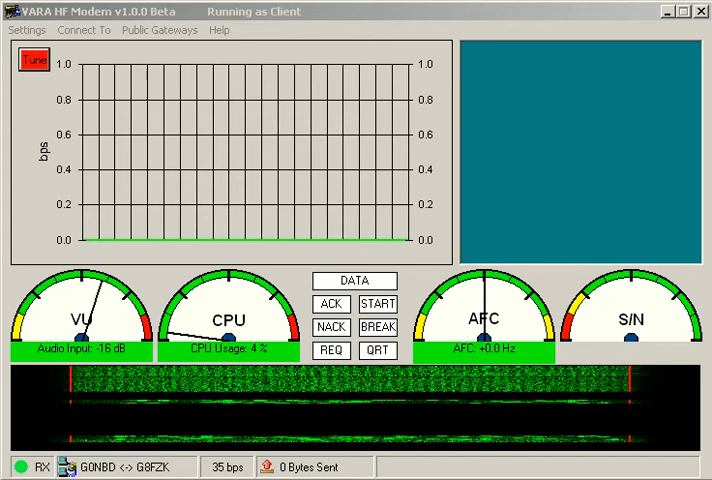 VARA HF Modem v1.0.0 Beta Running as Client
Settings Connect To Public Gateways Help
Tune
1.0 1.0
0.8 0.8
0.6 0.6
bps
0.4 0.4
0.2 0.2
0.0 0.0
DATA
ACK START
VU CPU NACK BREAK AFC S/N
Audio Input: -16 dB CPU Usage: 4 % REQ QRT AFC: +0.0 Hz
RX G0NBD <-> G8FZK 35 bps 0 Bytes Sent